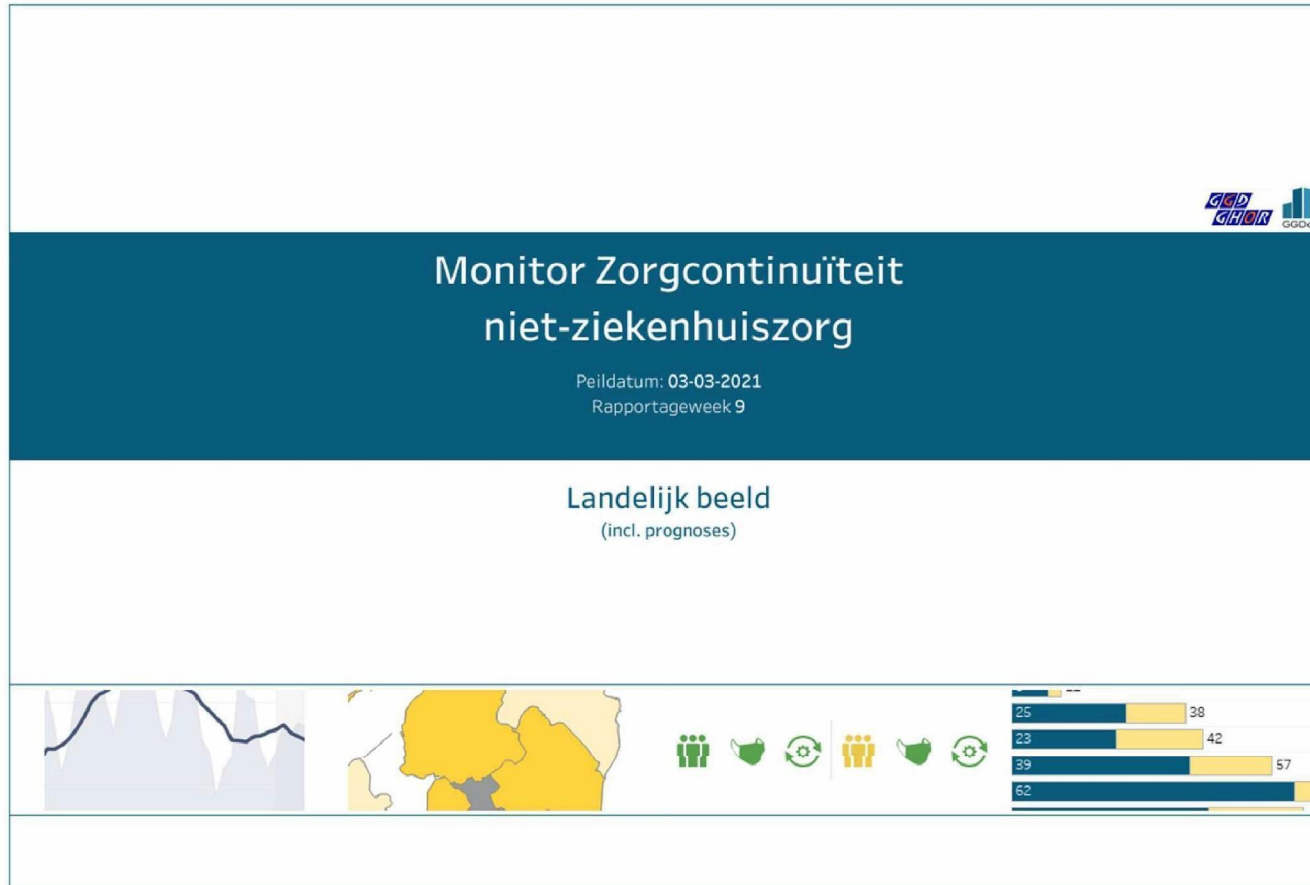 GGD
GHOR
Monitor Zorgcontinuïteit
niet-ziekenhuiszorg
Peildatum: 03-03-2021
Rapportageweek 9
Landelijk beeld
(incl. prognoses)
25 38
23 42
39 57
62